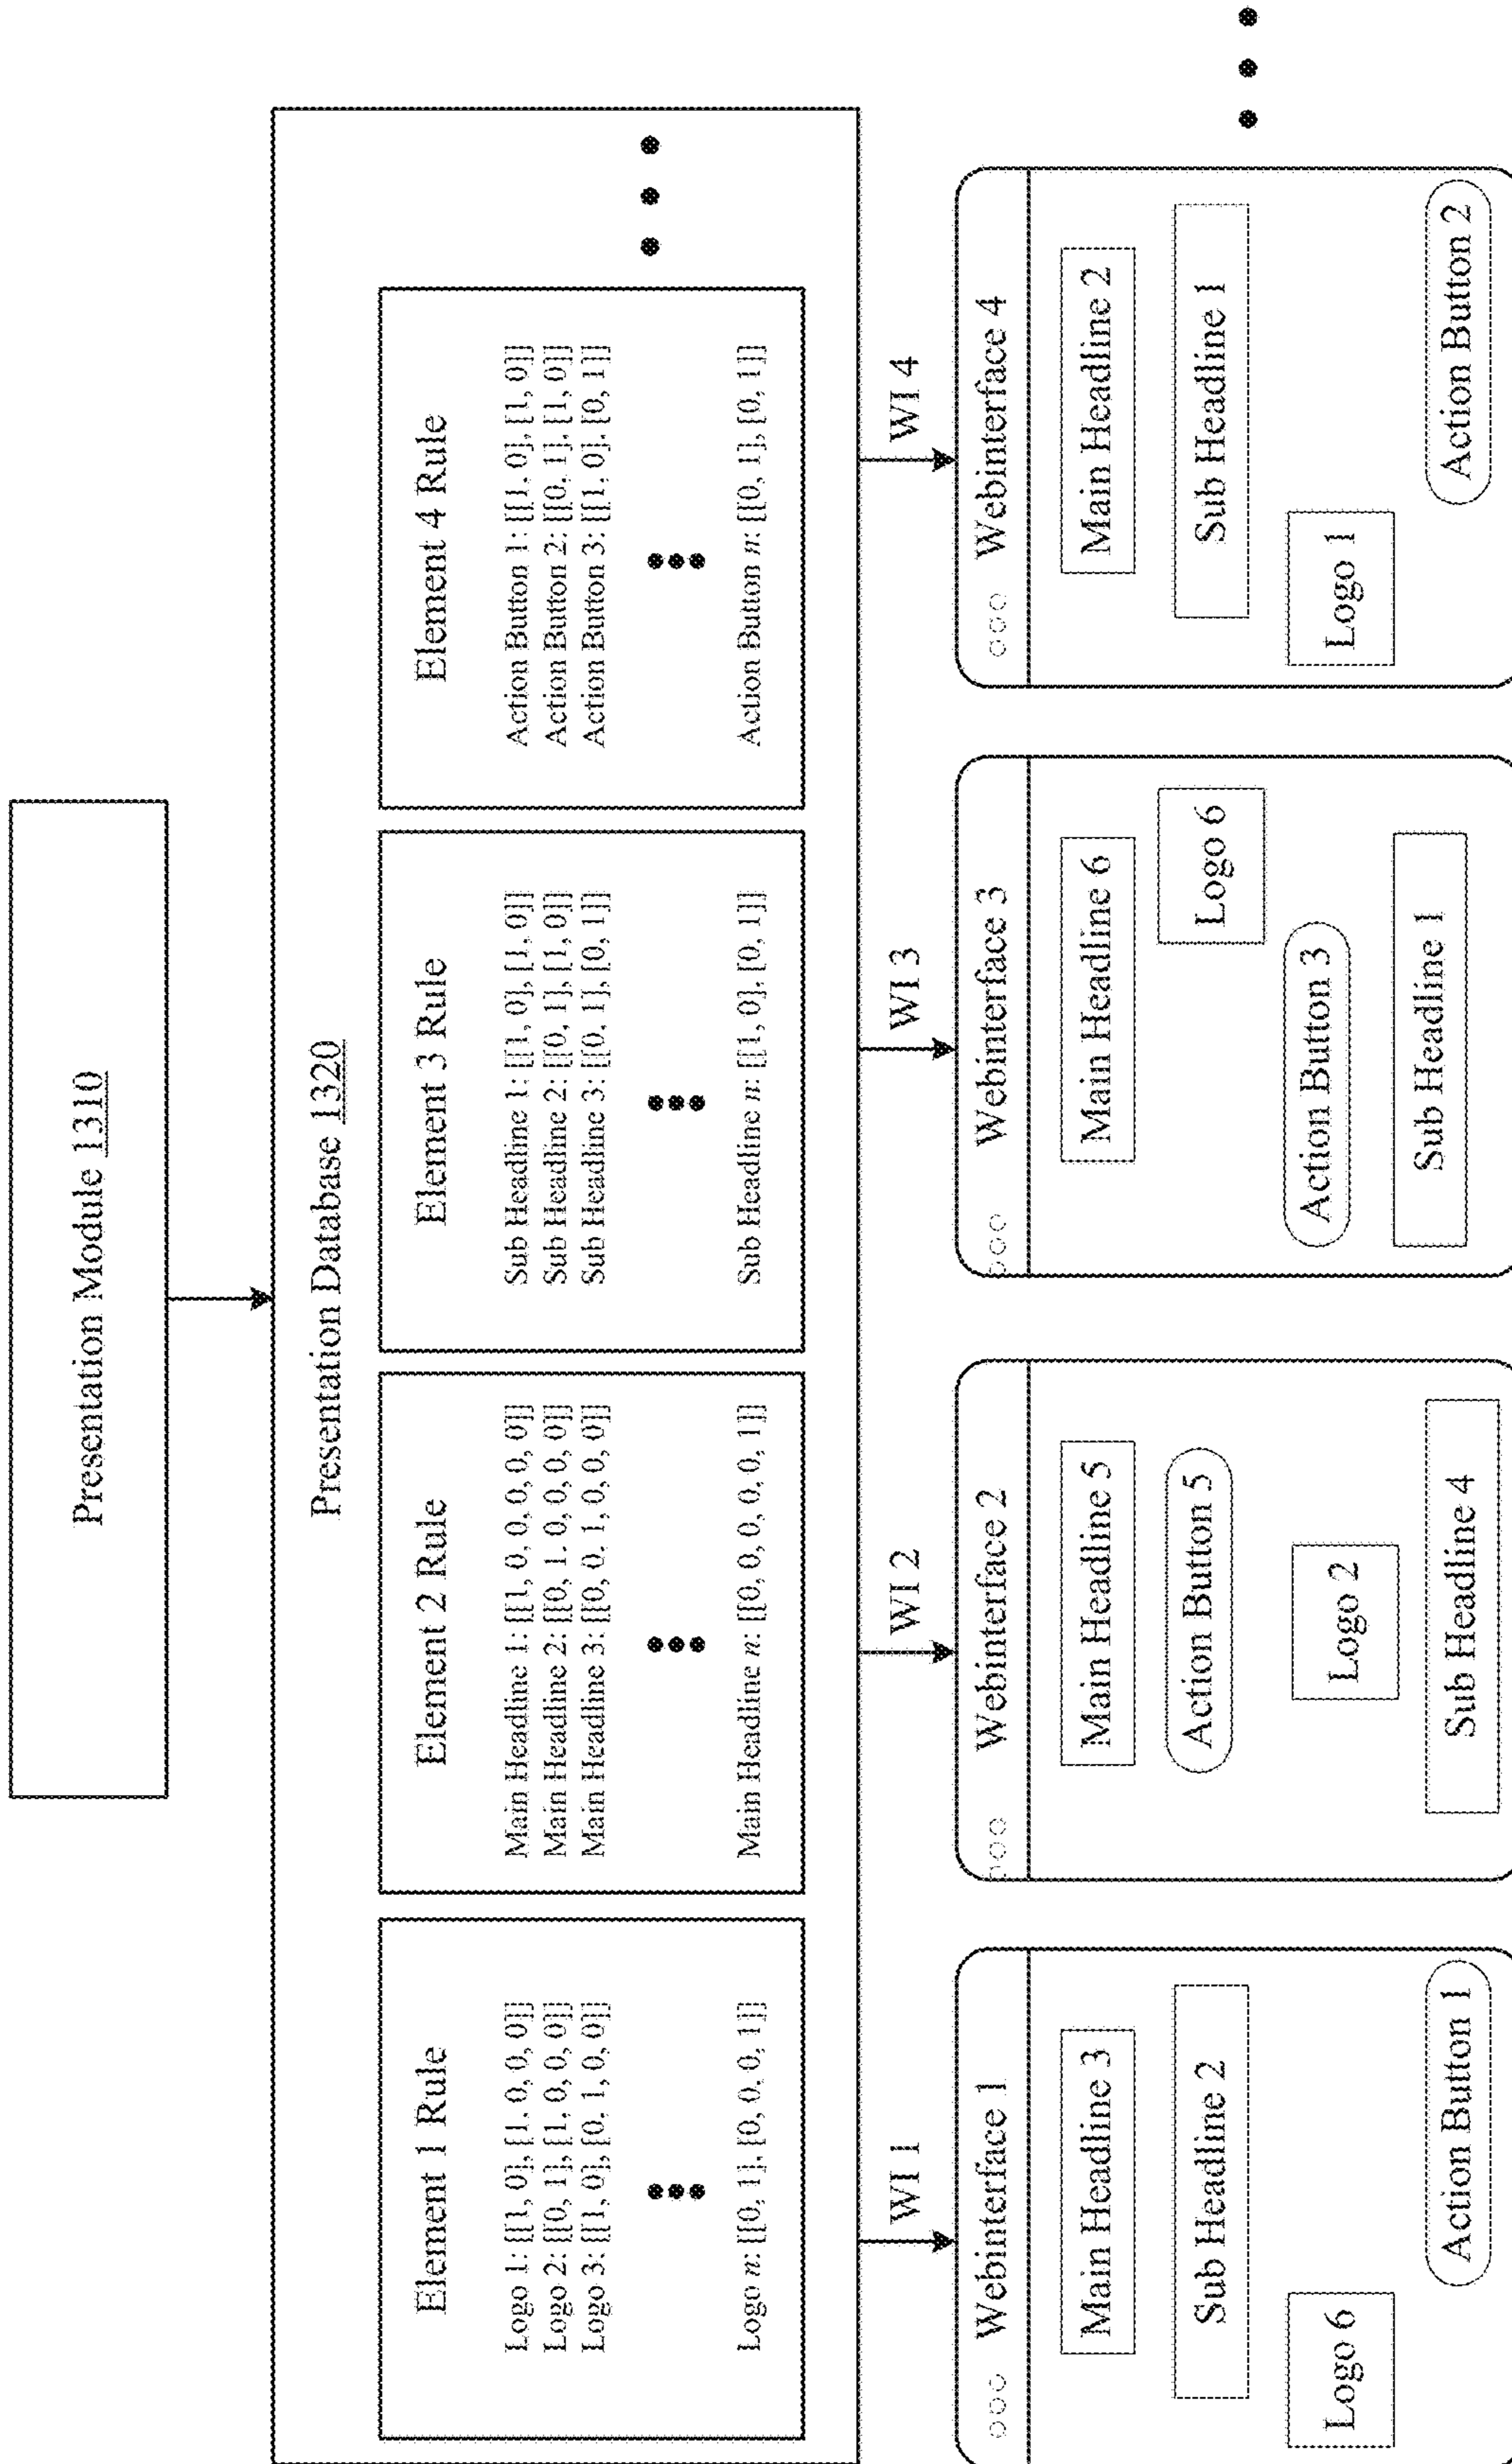 Presentation Module 1310
Presentation Database 1320
Element 1 Rule
Logo 1: [[1, 0], [1, 0, 0, 0]]
Logo 2: [[0, 1], [1, 0, 0, 0]]
Logo 3: [[1, 0], [0, 1, 0, 0]]
Logo n: [[0, 1], [0, 0, 0, 1]]
Element 2 Rule
Main Headline 1: [[1, 0, 0, 0, 0, 0]]
Main Headline 2: [[0, 1, 0, 0, 0, 0]]
Main Headline 3: [[0, 0, 1, 0, 0, 0]]
Main Headline n: [[0, 0, 0, 0, 0, 1]]
Element 3 Rule
Sub Headline 1: [[1, 0], [1, 0]]
Sub Headline 2: [[0, 1], [1, 0]]
Sub Headline 3: [[0, 1], [0, 1]]
Sub Headline n: [[1, 0], [0, 1]]
Element 4 Rule
Action Button 1: [[1, 0], [1, 0]]
Action Button 2: [[0, 1], [1, 0]]
Action Button 3: [[1, 0], [0, 1]]
Action Button n: [[0, 1], [0, 1]]
WI 1
WI 2
WI 3
WI 4
Webinterface 1
Main Headline 3
Sub Headline 2
Logo 6
Action Button 1
Webinterface 2
Main Headline 5
Action Button 5
Logo 2
Sub Headline 4
Webinterface 3
Main Headline 6
Logo 6
Action Button 3
Sub Headline 1
Webinterface 4
Main Headline 2
Sub Headline 1
Logo 1
Action Button 2